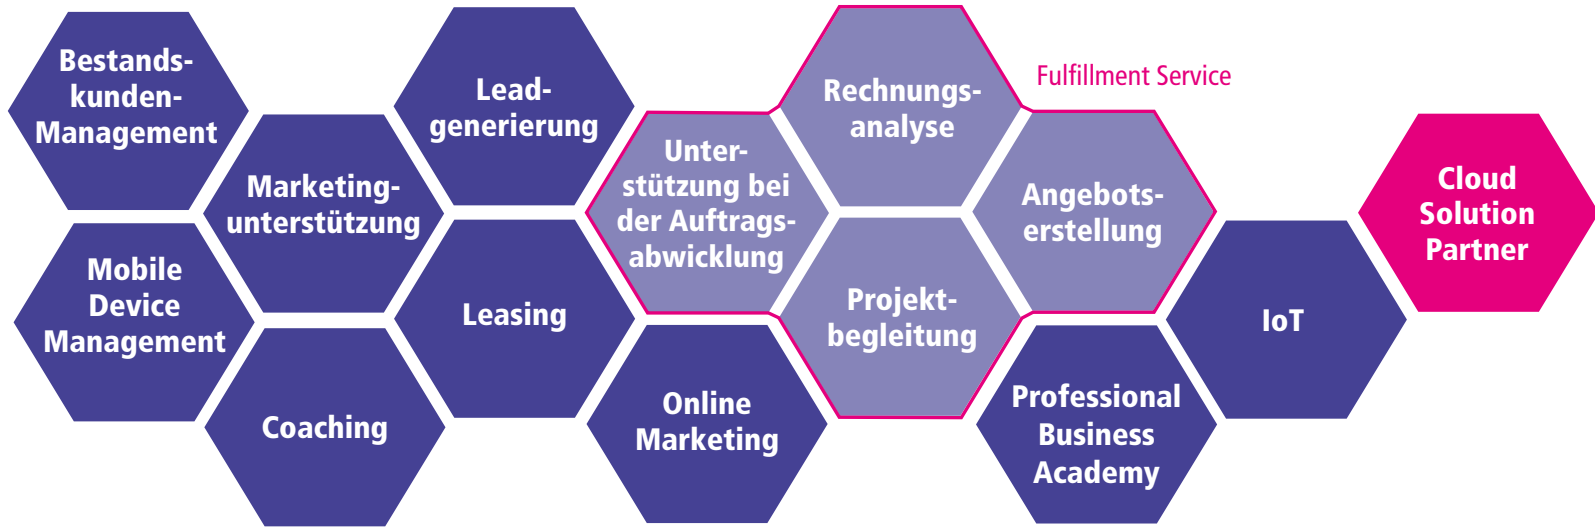 Bestands-
kunden-
Management
Mobile
Device
Management
Marketing-
unterstützung
Coaching
Lead-
generierung
Leasing
Unter-
stützung bei
der Auftrags-
abwicklung
Online
Marketing
Rechnungs-
analyse
Projekt-
begleitung
Fulfillment Service
Angebots-
erstellung
Professional
Business
Academy
IoT
Cloud
Solution
Partner